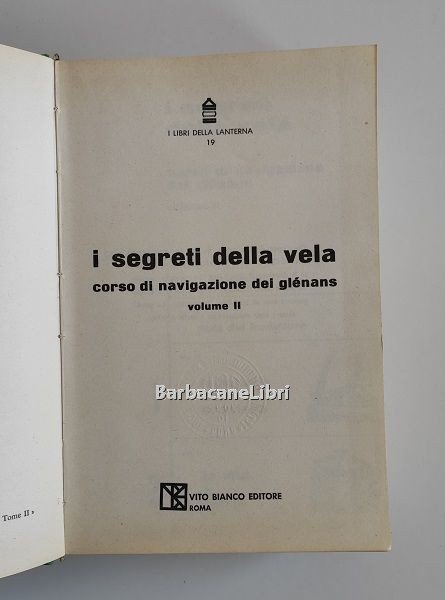 I LIBRI DELLA LANTERNA
19
i segreti della vela
corso di navigazione dei glénans
volume II
BarbacaneLibri
Tome II »
VITO BIANCO EDITORE
ROMA